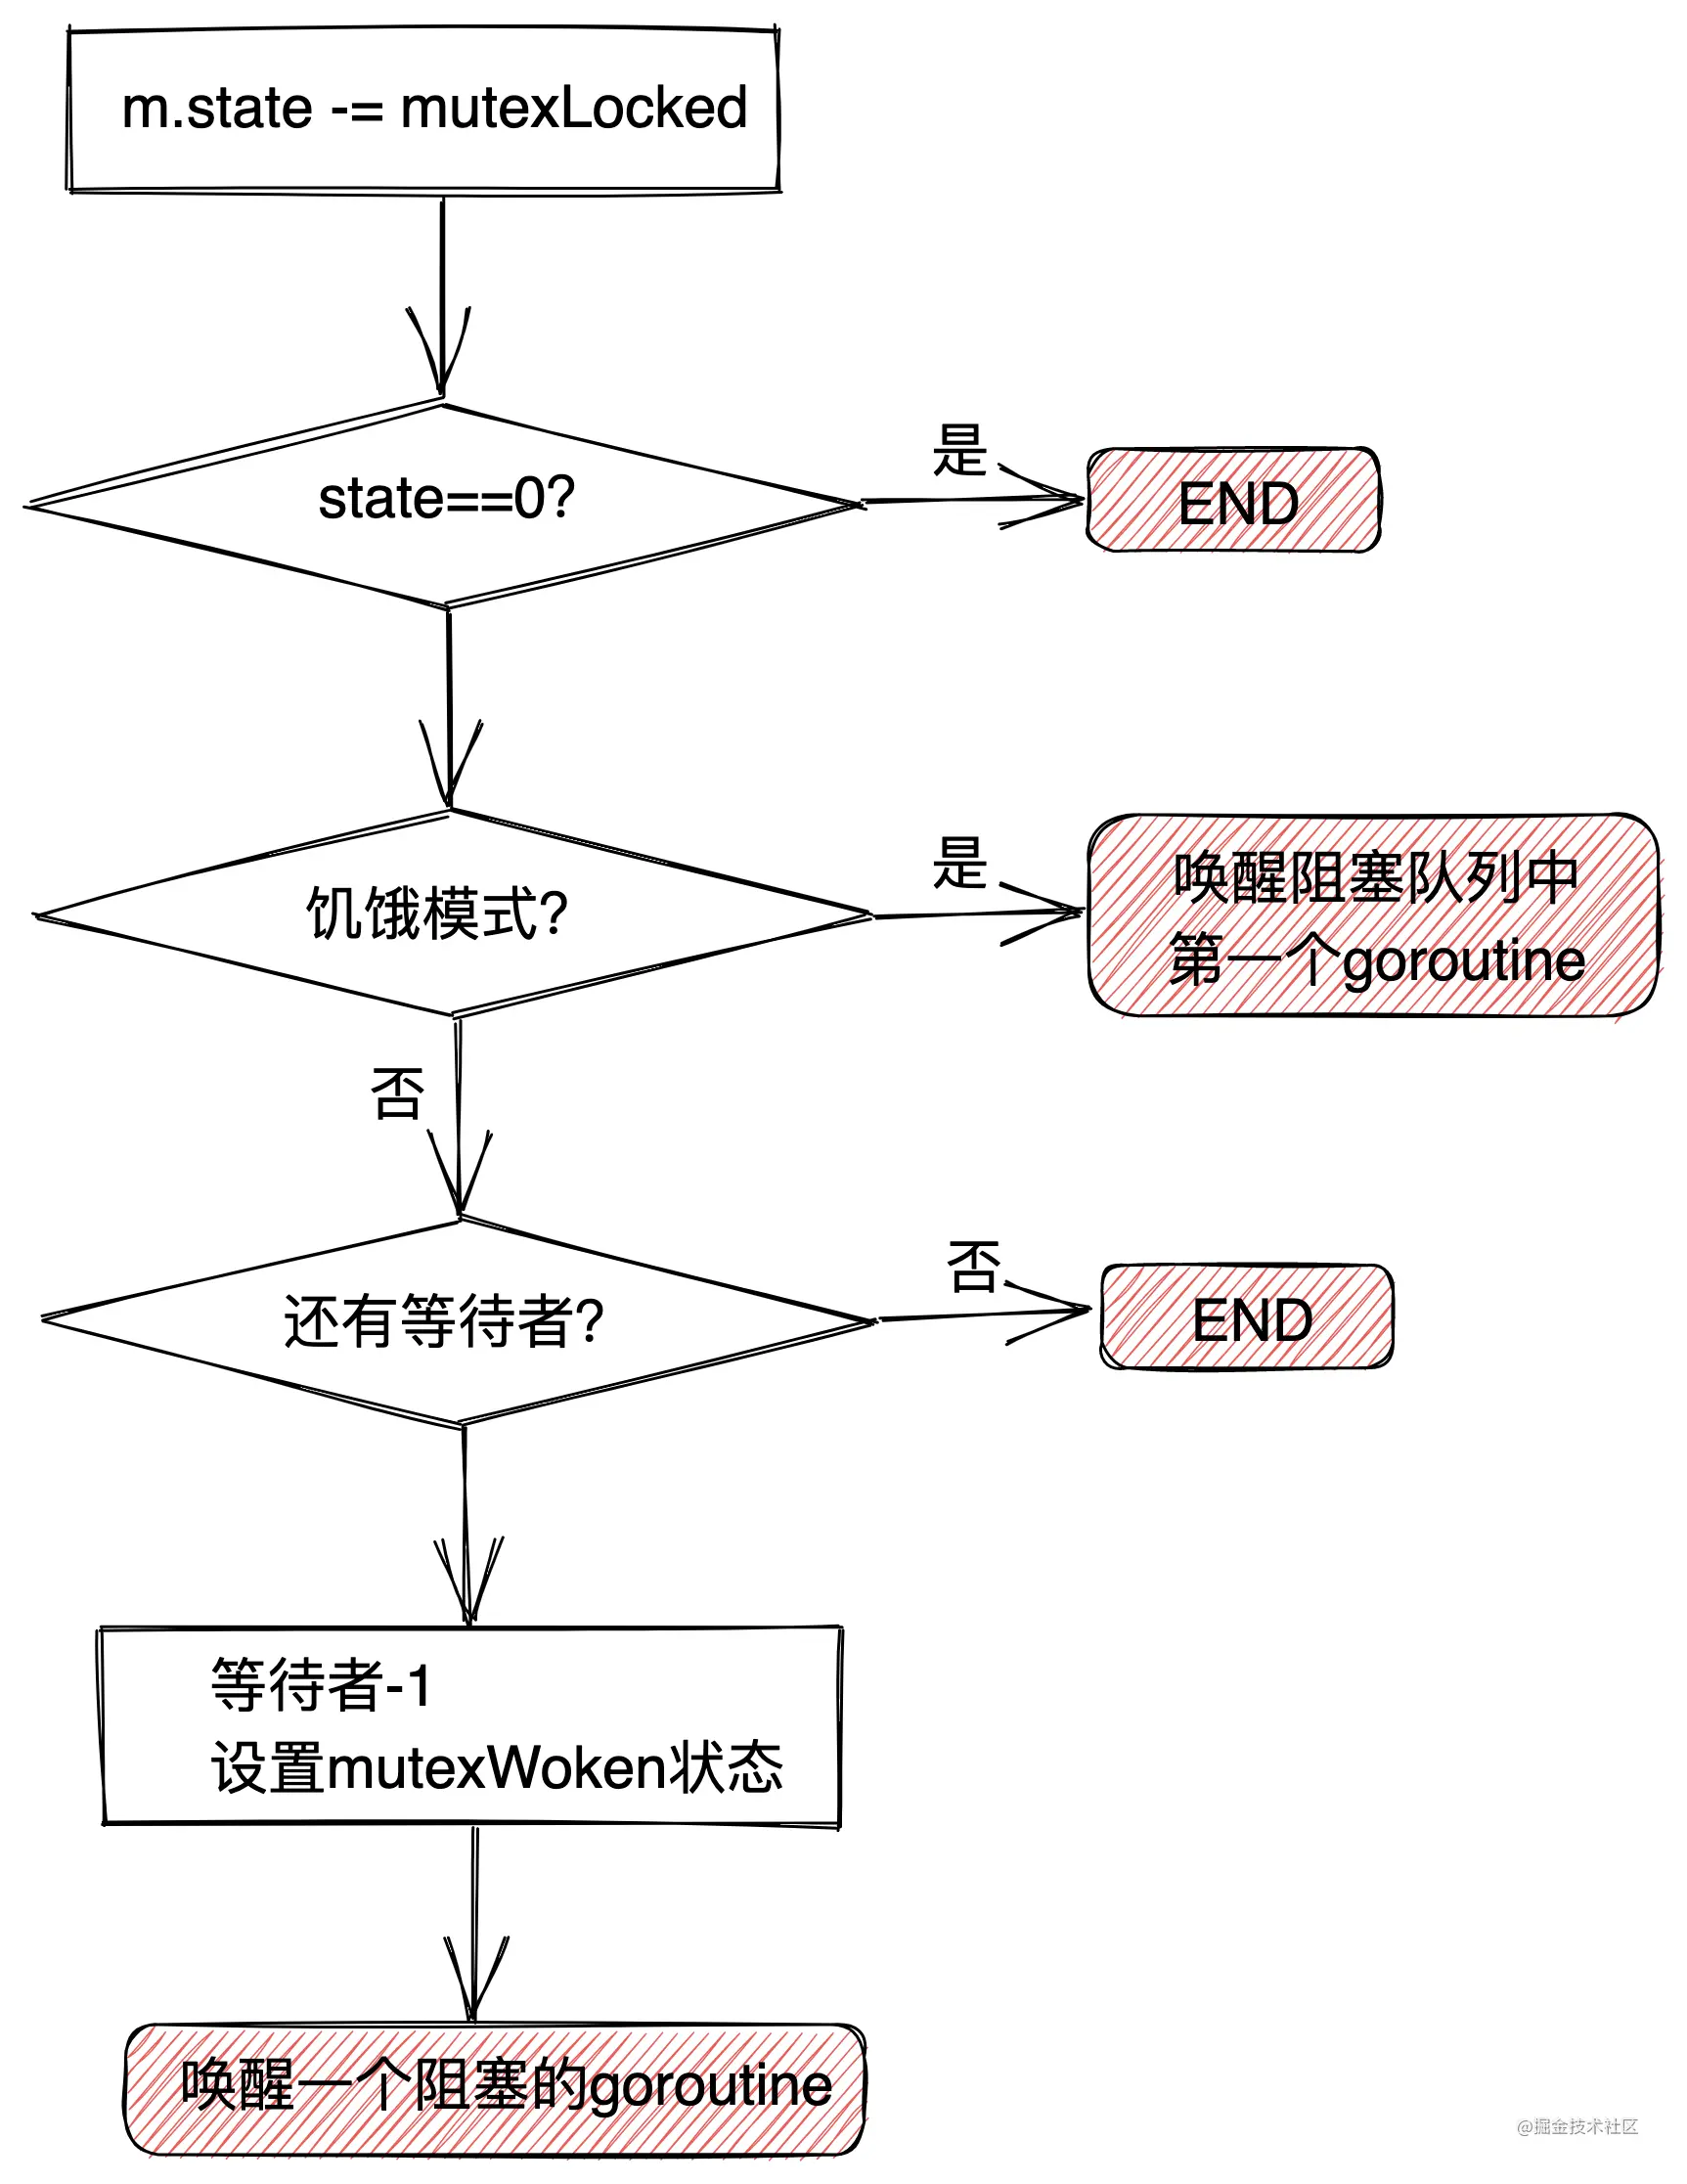 m.state -= mutexLocked
state==0?
是
END
饥饿模式?
是
唤醒阻塞队列中
第一个goroutine
否
还有等待者?
否
END
等待者-1
设置mutexWoken状态
唤醒一个阻塞的goroutine
@掘金技术社区